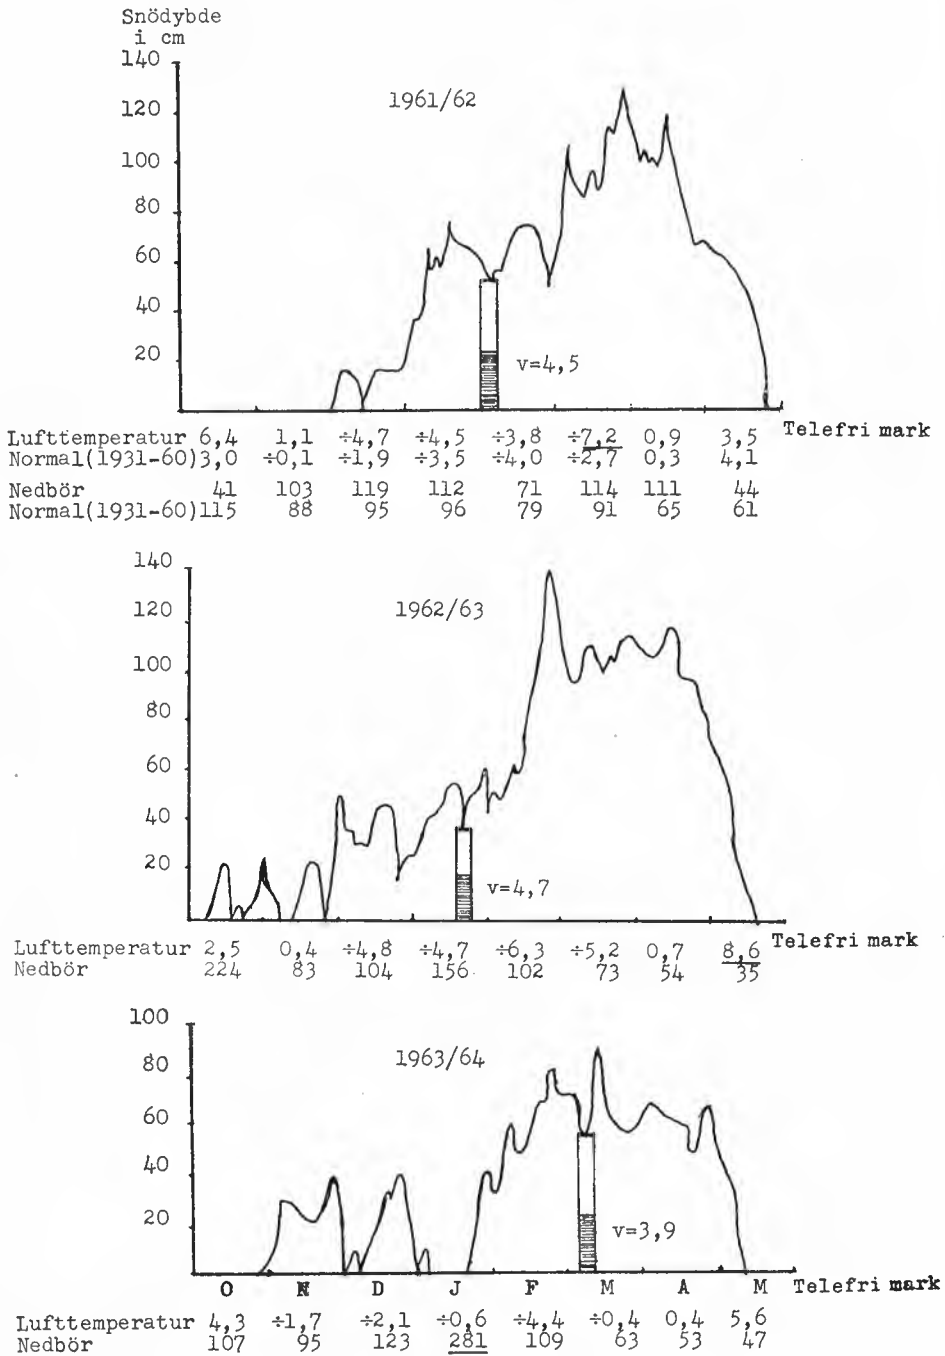 Snödybde
i cm
140
1961/62
120
100
80
60
40
v=4,5
20
Lufttemperatur 6,4 1,1 ÷4,7 ÷4,5 ÷3,8 ÷7,2 0,9 3,5 Telefri mark
Normal(1931-60)3,0 ÷0,1 ÷1,9 ÷3,5 ÷4,0 ÷2,7 0,3 4,1
Nedbör 41 103 119 112 71 114 111 44
Normal(1931-60)115 88 95 96 79 91 65 61
140
1962/63
120
100
80
60
40
20
v=4,7
Lufttemperatur 2,5 0,4 ÷4,8 ÷4,7 ÷6,3 ÷5,2 0,7 8,6 Telefri mark
Nedbör 224 83 104 156 102 73 54 35
100
1963/64
80
60
40
20
v=3,9
O N D J F M A M Telefri mark
Lufttemperatur 4,3 ÷1,7 ÷2,1 ÷0,6 ÷4,4 ÷0,4 0,4 5,6
Nedbör 107 95 123 281 109 63 53 47